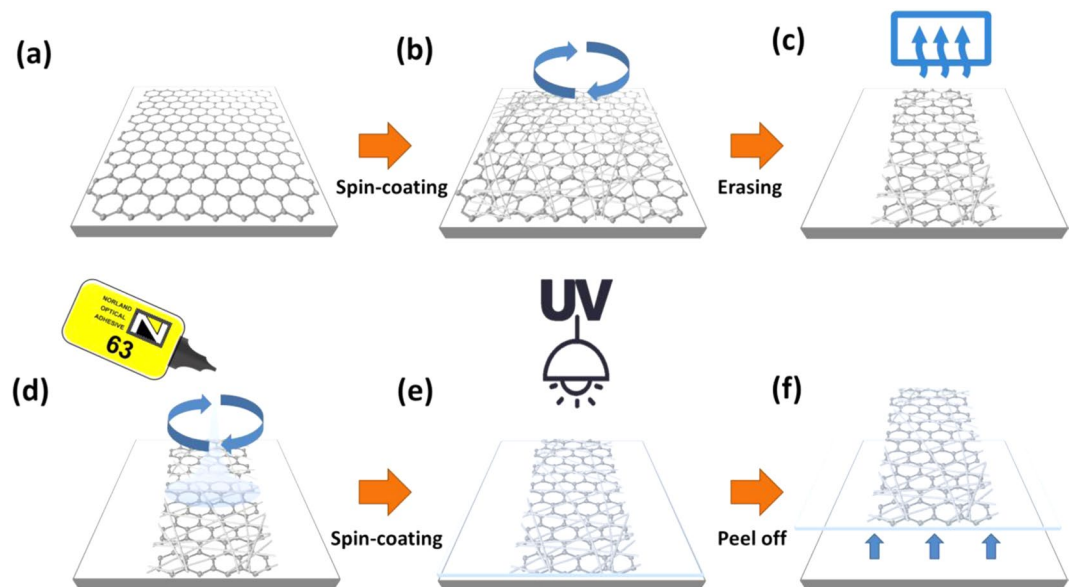 (a)
(b)
(c)
Spin-coating
Erasing
NORLAND
OPTICAL
ADHESIVE
63
UV
(d)
(e)
(f)
Spin-coating
Peel off